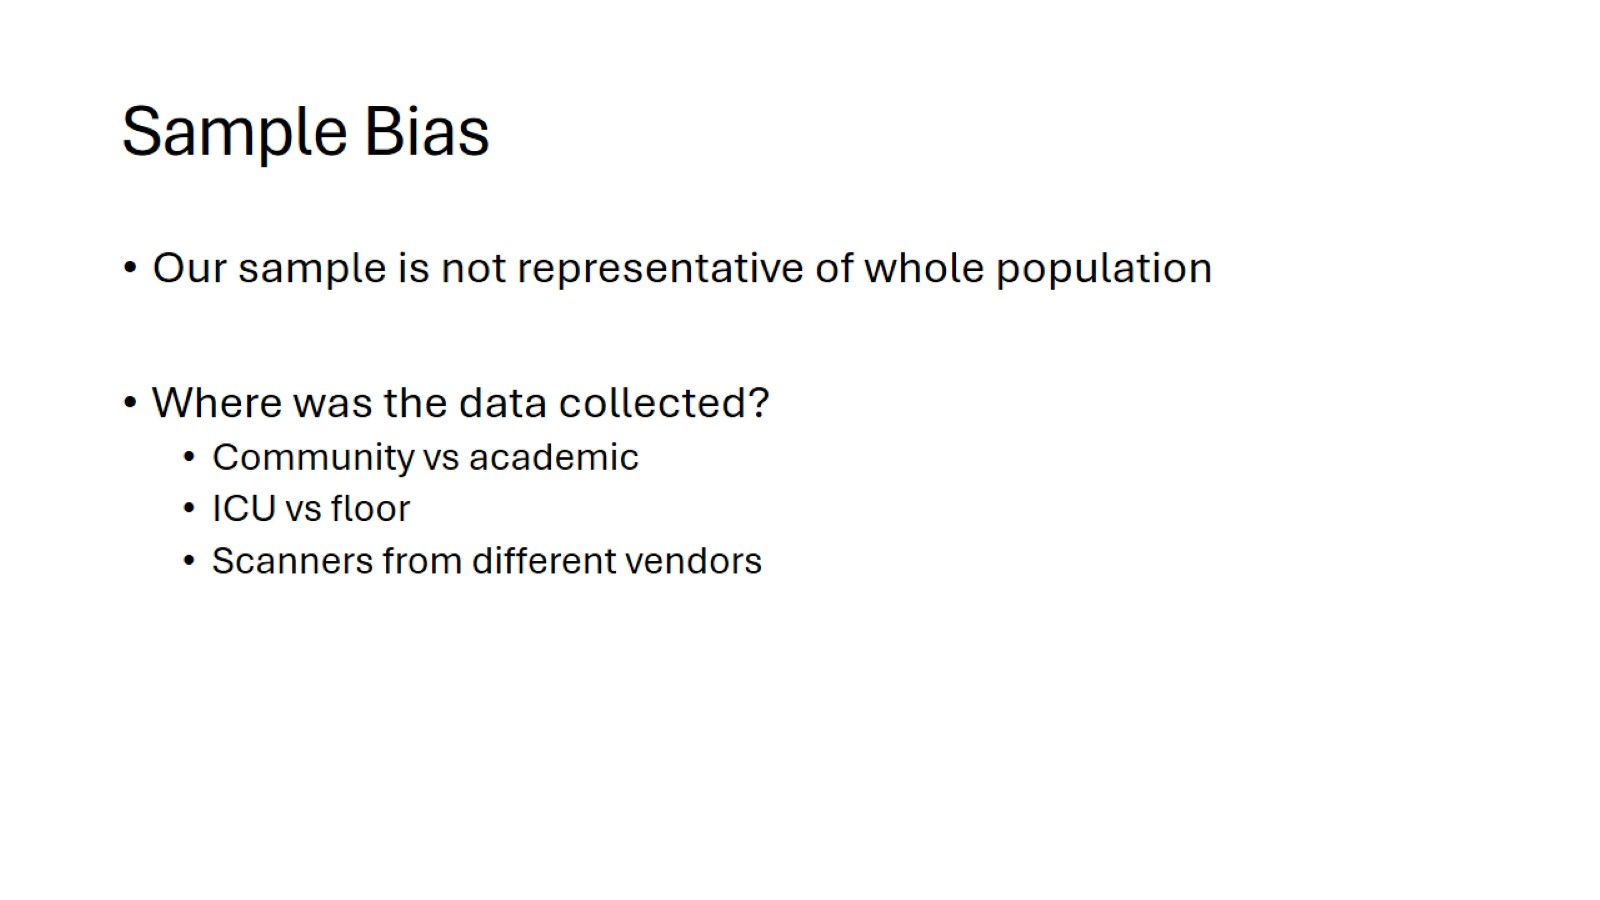 Sample Bias
• Our sample is not representative of whole population
• Where was the data collected?
• Community vs academic
• ICU vs floor
• Scanners from different vendors